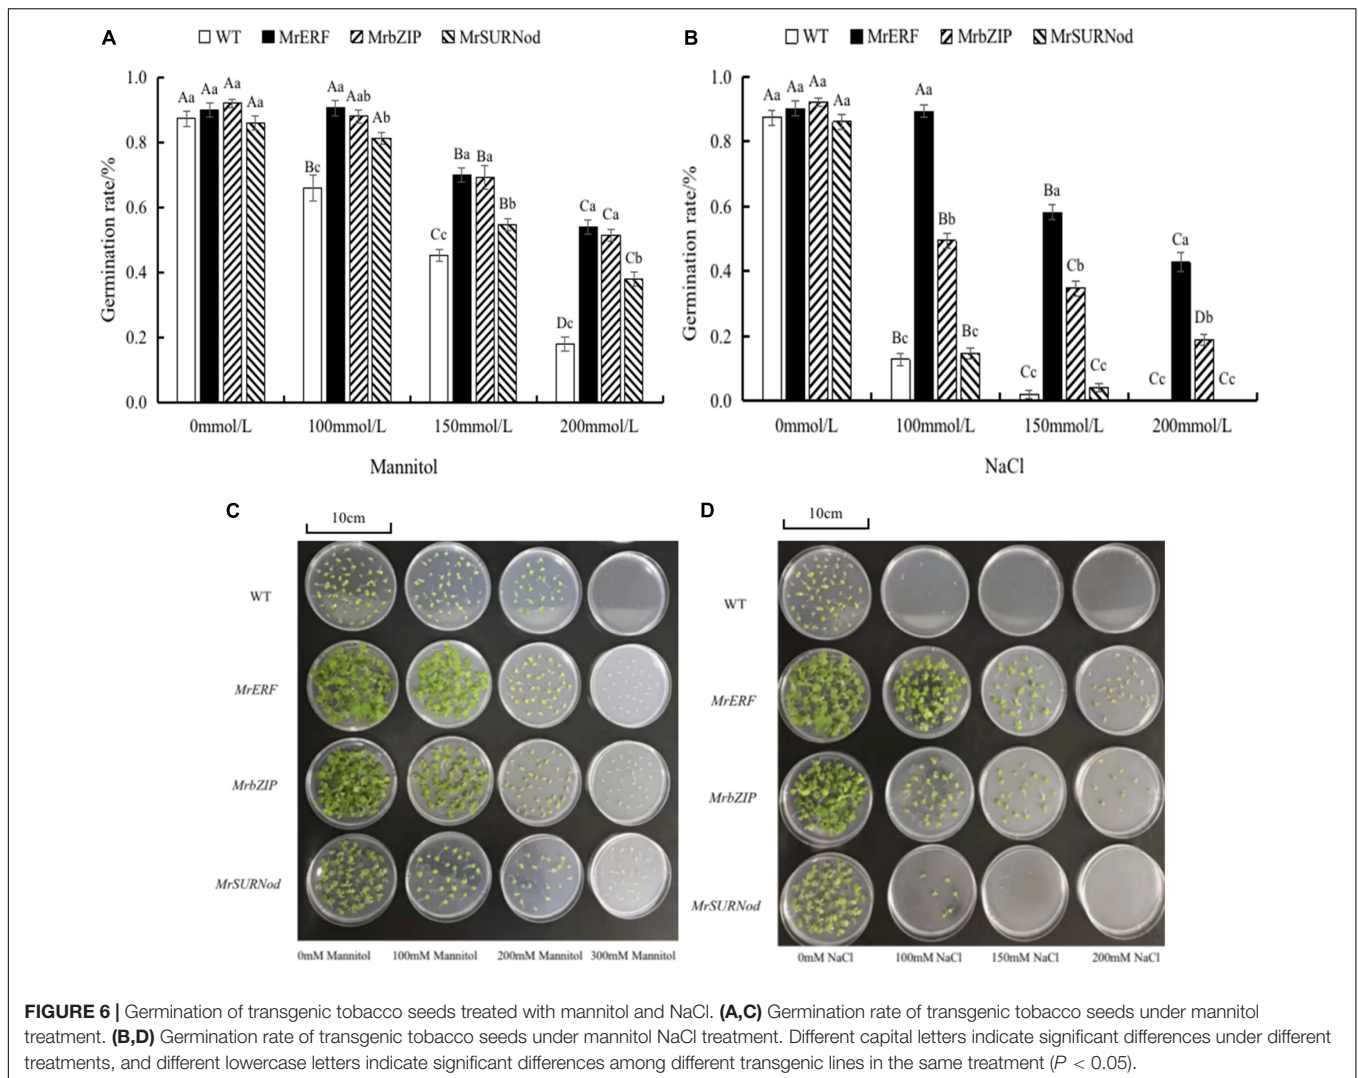 A
WT MrERF MrbZIP MrSURNod
Germination rate/%
1.0
0.8
0.6
0.4
0.2
0.0
Aa Aa Aa Aa
Bc Aa Aab Ab
Cc Ba Ba Bb
Dc Ca Ca Cb
0mmol/L 100mmol/L 150mmol/L 200mmol/L
Mannitol
B
WT MrERF MrbZIP MrSURNod
Germination rate/%
1.0
0.8
0.6
0.4
0.2
0.0
Aa Aa Aa Aa
Bc Aa Bb Bc
Cc Ba Cb Cc
Cc Ca Db Cc
0mmol/L 100mmol/L 150mmol/L 200mmol/L
NaCl
C
10cm
WT
MrERF
MrbZIP
MrSURNod
0mM Mannitol 100mM Mannitol 200mM Mannitol 300mM Mannitol
D
10cm
WT
MrERF
MrbZIP
MrSURNod
0mM NaCl 100mM NaCl 150mM NaCl 200mM NaCl
FIGURE 6 | Germination of transgenic tobacco seeds treated with mannitol and NaCl. (A,C) Germination rate of transgenic tobacco seeds under mannitol
treatment. (B,D) Germination rate of transgenic tobacco seeds under mannitol NaCl treatment. Different capital letters indicate significant differences under different
treatments, and different lowercase letters indicate significant differences among different transgenic lines in the same treatment (P < 0.05).